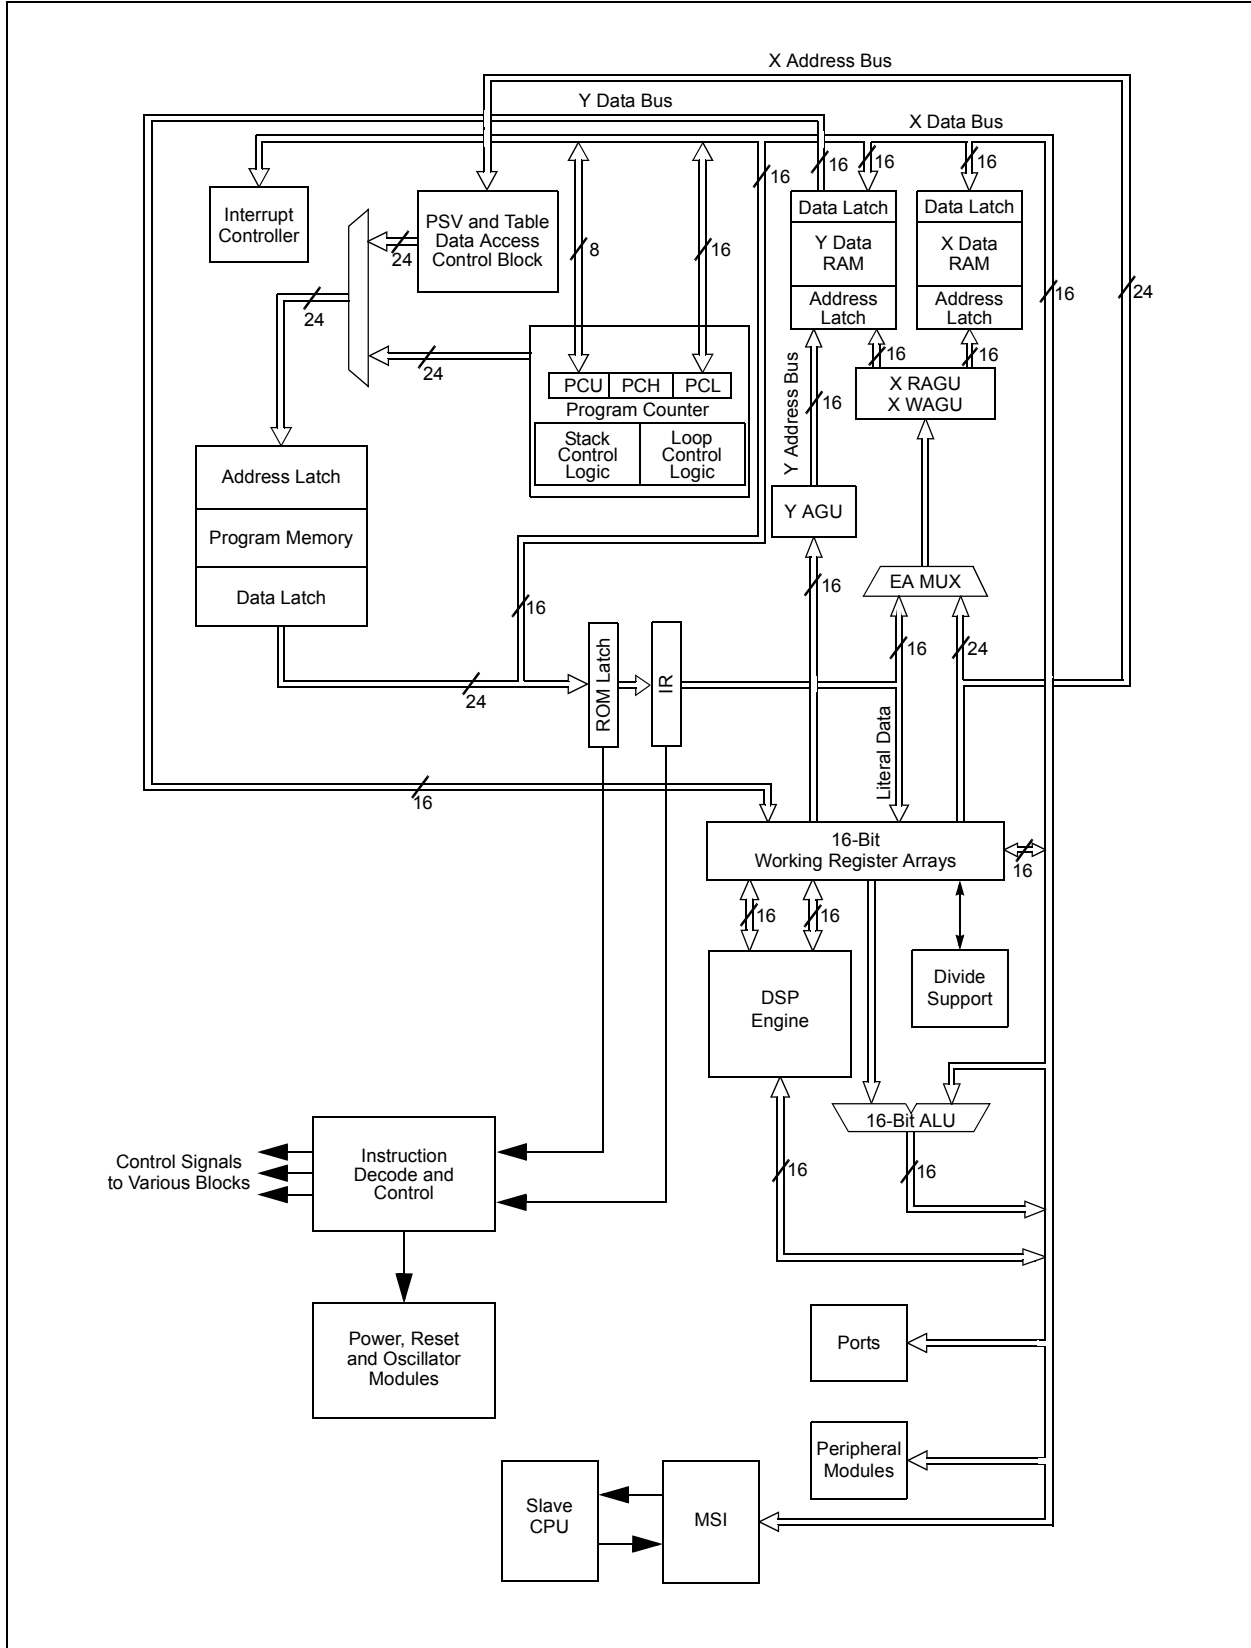 X Address Bus
Y Data Bus
X Data Bus
16
16
16
16
Interrupt
Controller
PSV and Table
Data Access
Control Block
24
8
16
Data Latch
Y Data
RAM
Address
Latch
Data Latch
X Data
RAM
Address
Latch
16
24
24
24
16
16
X RAGU
X WAGU
PCU
PCH
PCL
Program Counter
Stack
Control
Logic
Loop
Control
Logic
Y Address Bus
16
Address Latch
Program Memory
Data Latch
Y AGU
16
EA MUX
16
16
24
24
ROM Latch
IR
Literal Data
16
16-Bit
Working Register Arrays
16
16
16
DSP
Engine
Divide
Support
16-Bit ALU
16
16
Control Signals
to Various Blocks
Instruction
Decode and
Control
Power, Reset
and Oscillator
Modules
Ports
Peripheral
Modules
Slave
CPU
MSI